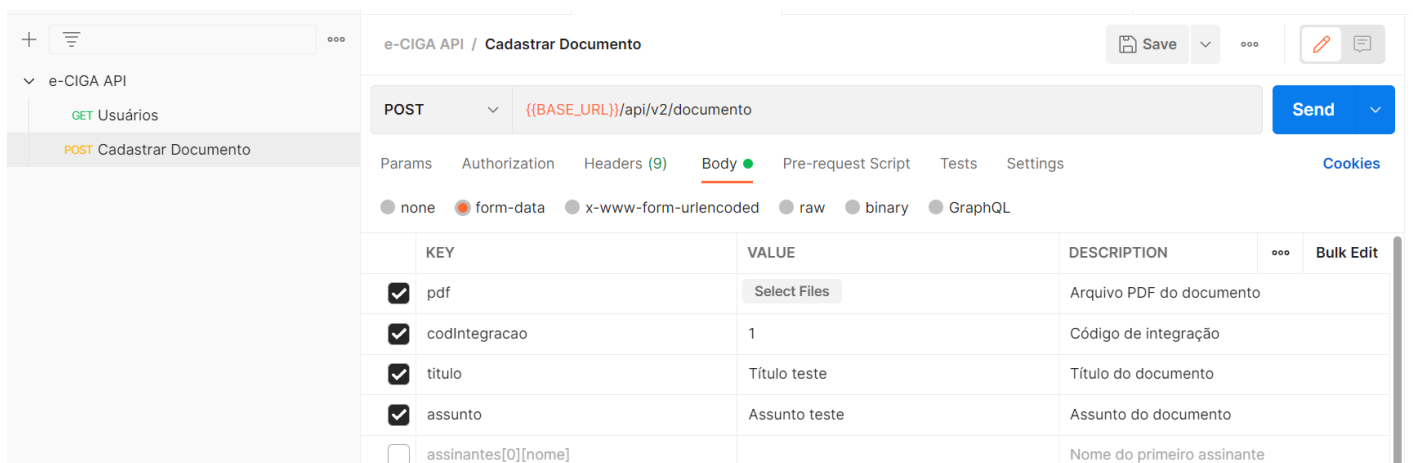 e-CIGA API / Cadastrar Documento
Save
e-CIGA API
GET Usuários
POST Cadastrar Documento
POST {{BASE_URL}}/api/v2/documento Send
Params Authorization Headers (9) Body Pre-request Script Tests Settings Cookies
none form-data x-www-form-urlencoded raw binary GraphQL
KEY VALUE DESCRIPTION Bulk Edit
pdf Select Files Arquivo PDF do documento
codIntegracao 1 Código de integração
titulo Título teste Título do documento
assunto Assunto teste Assunto do documento
assinantes[0][nome] Nome do primeiro assinante